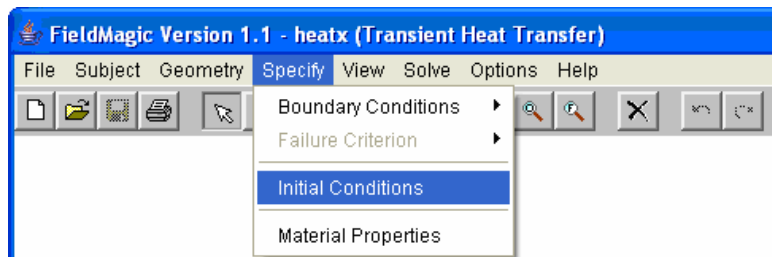 FieldMagic Version 1.1 - heatx (Transient Heat Transfer)
File Subject Geometry Specify View Solve Options Help
Boundary Conditions
Failure Criterion
Initial Conditions
Material Properties